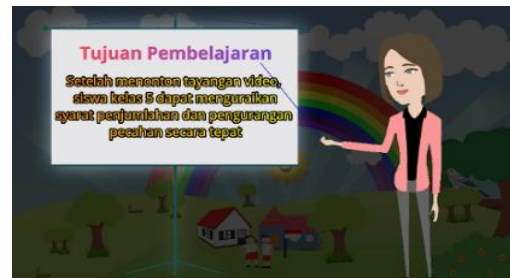 Tujuan Pembelajaran
Setelah menonton tayangan video,
siswa kelas 5 dapat menguraikan
syarat penjumlahan dan pengurangan
pecahan secara tepat